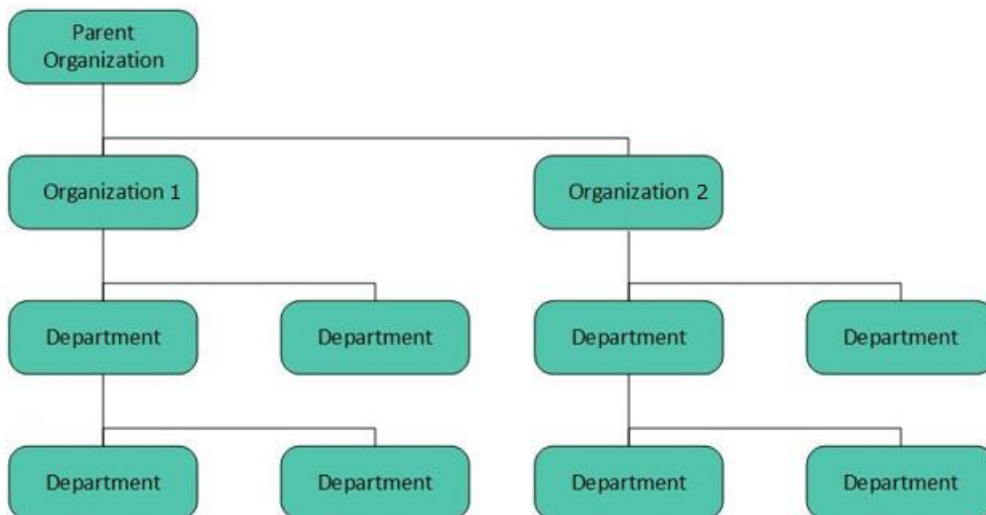 Parent
Organization
Organization 1
Organization 2
Department
Department
Department
Department
Department
Department
Department
Department